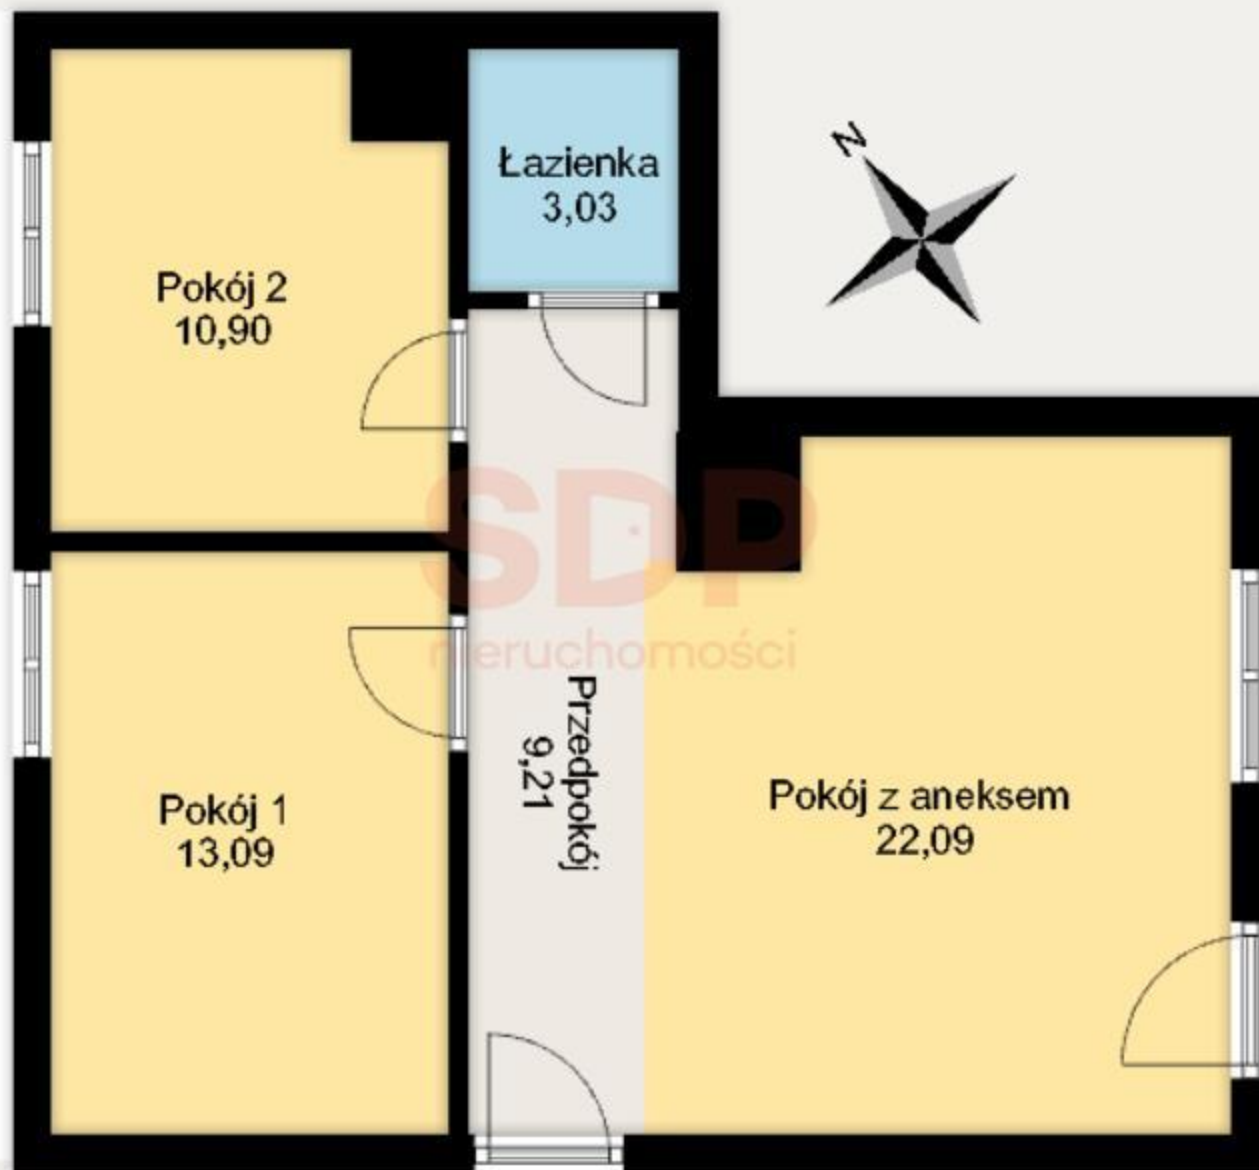 Łazienka
3,03
N
Pokój 2
10,90
SDP
nieruchomości
Przedpokój
9,21
Pokój z aneksem
22,09
Pokój 1
13,09